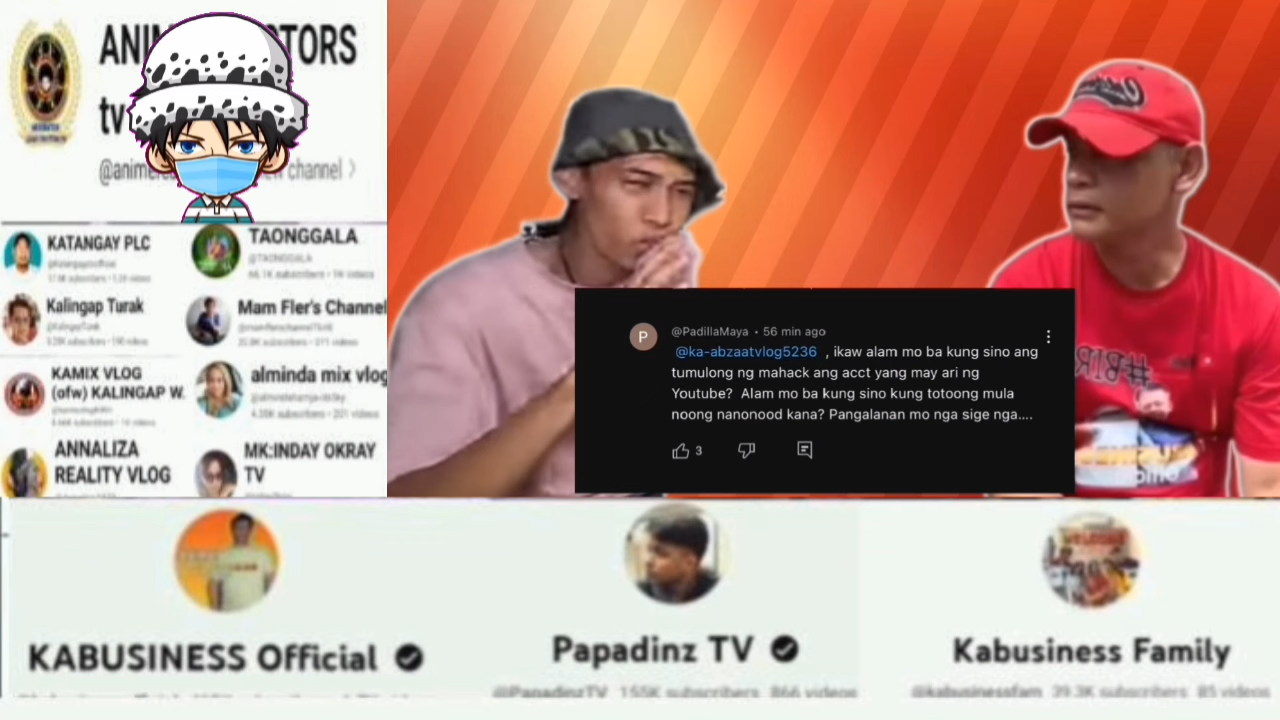 ANI
TORS
tv
@anime
channel >
KATANGAY PLC
TAONGGALA
@TAONGGALA
Kalingap Turak
Mam Fler's Channel
KAMIX VLOG
(ofw) KALINGAP W.
alminda mix vlog
ANNALIZA
REALITY VLOG
MK:INDAY OKRAY
TV
@PadillaMaya • 56 min ago
@ka-abzaatvlog5236 , ikaw alam mo ba kung sino ang
tumulong ng mahack ang acct yang may ari ng
Youtube? Alam mo ba kung sino kung totoong mula
noong nanonood kana? Pangalanan mo nga sige nga....
3
P
#BIR
KABUSINESS Official
Papadinz TV
@PapadinzTV 155K subscribers 866 videos
Kabusiness Family
@kabusinessfam 39.3K subscribers 85 videos